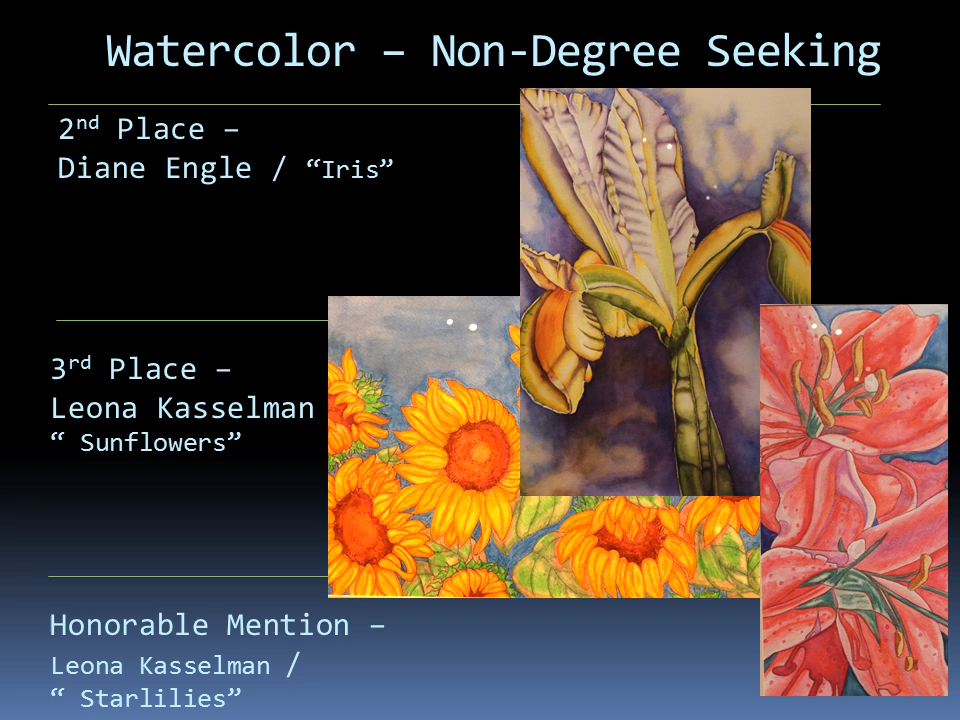 Watercolor – Non-Degree Seeking
2nd Place –
Diane Engle / “Iris”
3rd Place –
Leona Kasselman
“ Sunflowers”
Honorable Mention –
Leona Kasselman /
“ Starlilies”